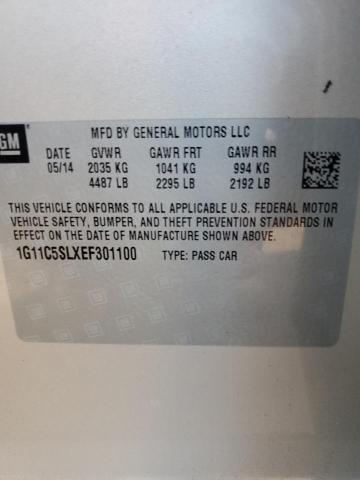 GM
MFD BY GENERAL MOTORS LLC
DATE GVWR GAWR FRT GAWR RR
05/14 2035 KG 1041 KG 994 KG
4487 LB 2295 LB 2192 LB
THIS VEHICLE CONFORMS TO ALL APPLICABLE U.S. FEDERAL MOTOR
VEHICLE SAFETY, BUMPER, AND THEFT PREVENTION STANDARDS IN
EFFECT ON THE DATE OF MANUFACTURE SHOWN ABOVE.
1G11C5SLXEF301100 TYPE: PASS CAR